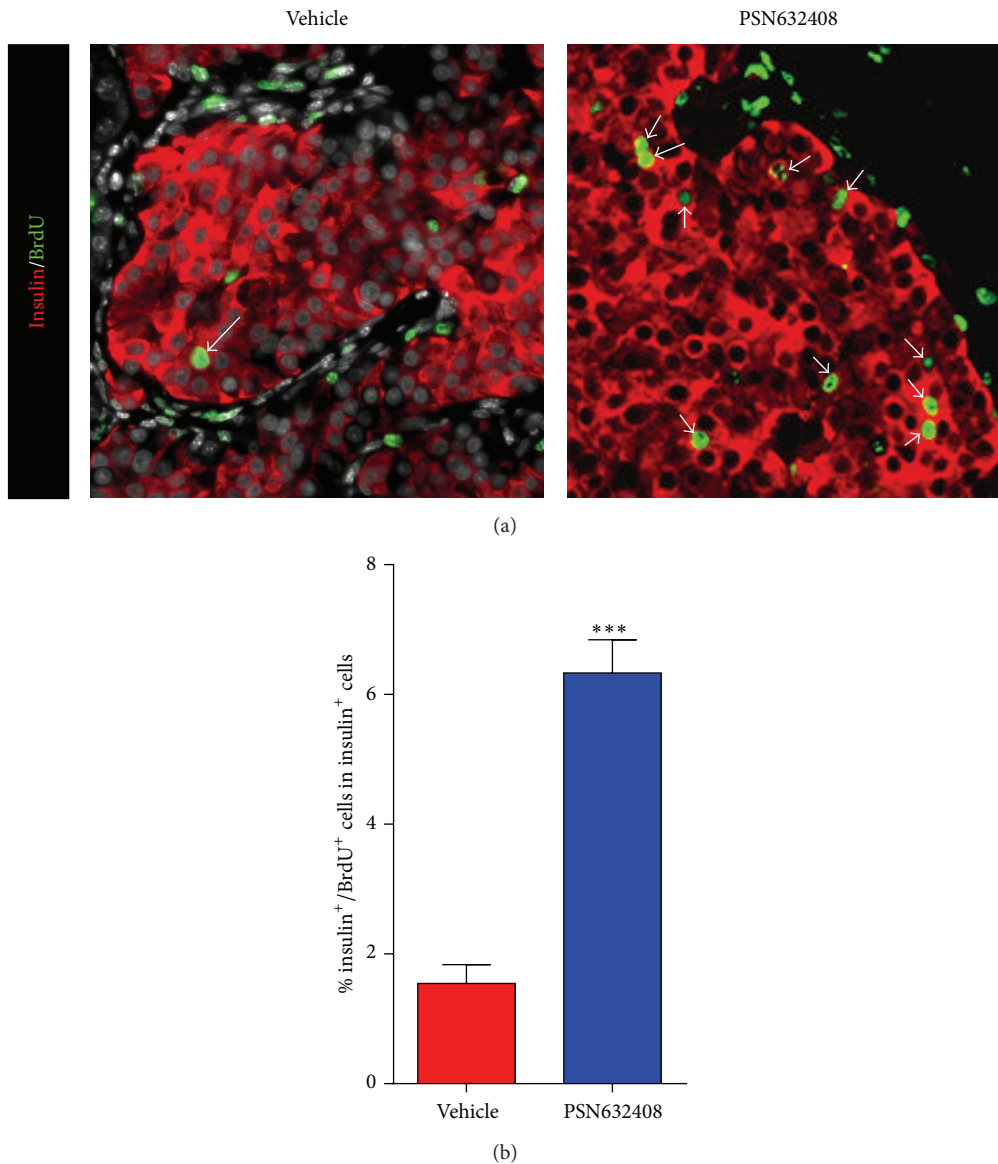 Vehicle
PSN632408
Insulin/BrdU
(a)
% insulin⁺/BrdU⁺ cells in insulin⁺ cells
8
6
4
2
0
***
Vehicle
PSN632408
(b)